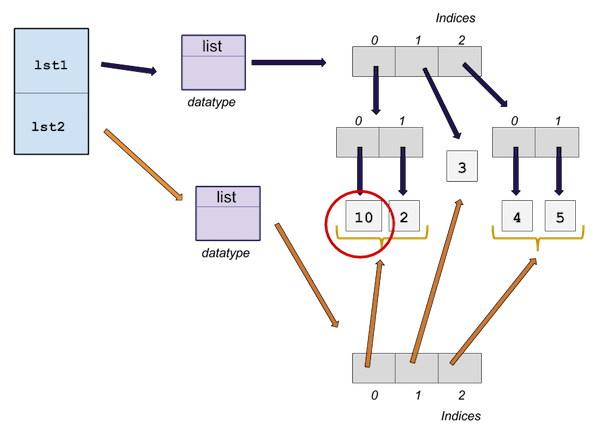 Indices
0 1 2
lst1
list
datatype
0 1
0 1
lst2
3
list
10 2
4 5
datatype
0 1 2
Indices